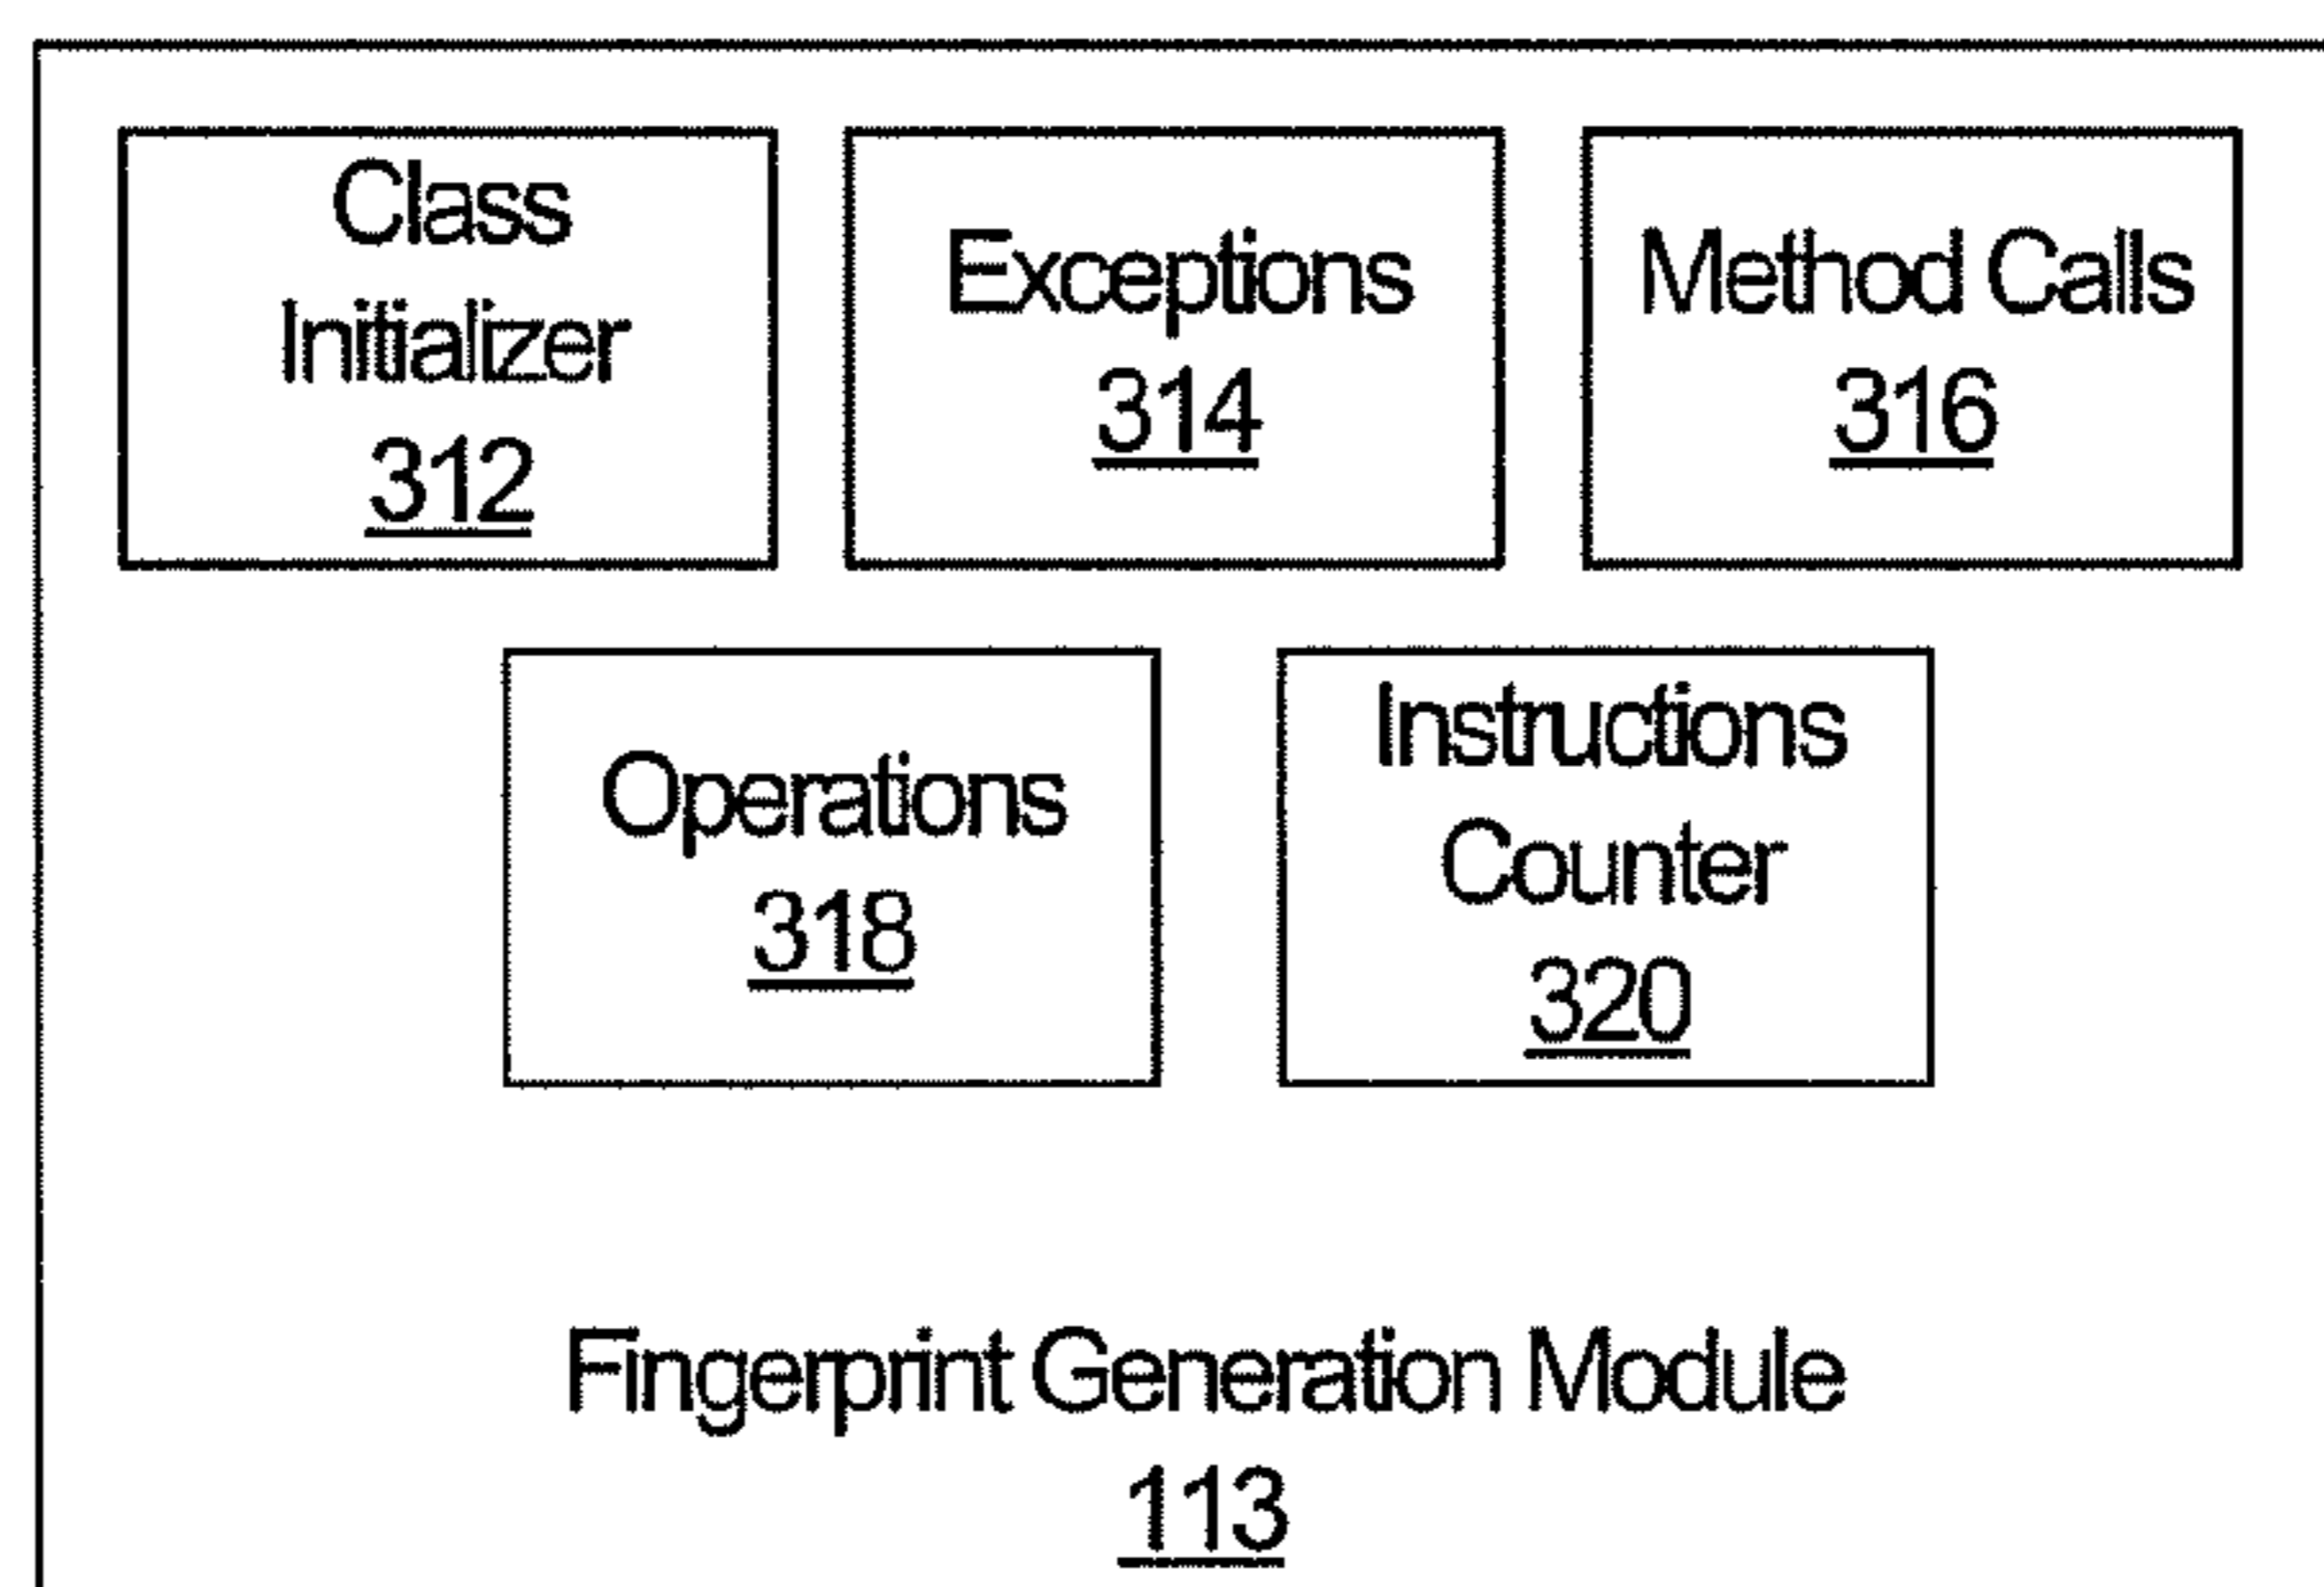 Class
Initializer
312
Exceptions
314
Method Calls
316
Operations
318
Instructions
Counter
320
Fingerprint Generation Module
113